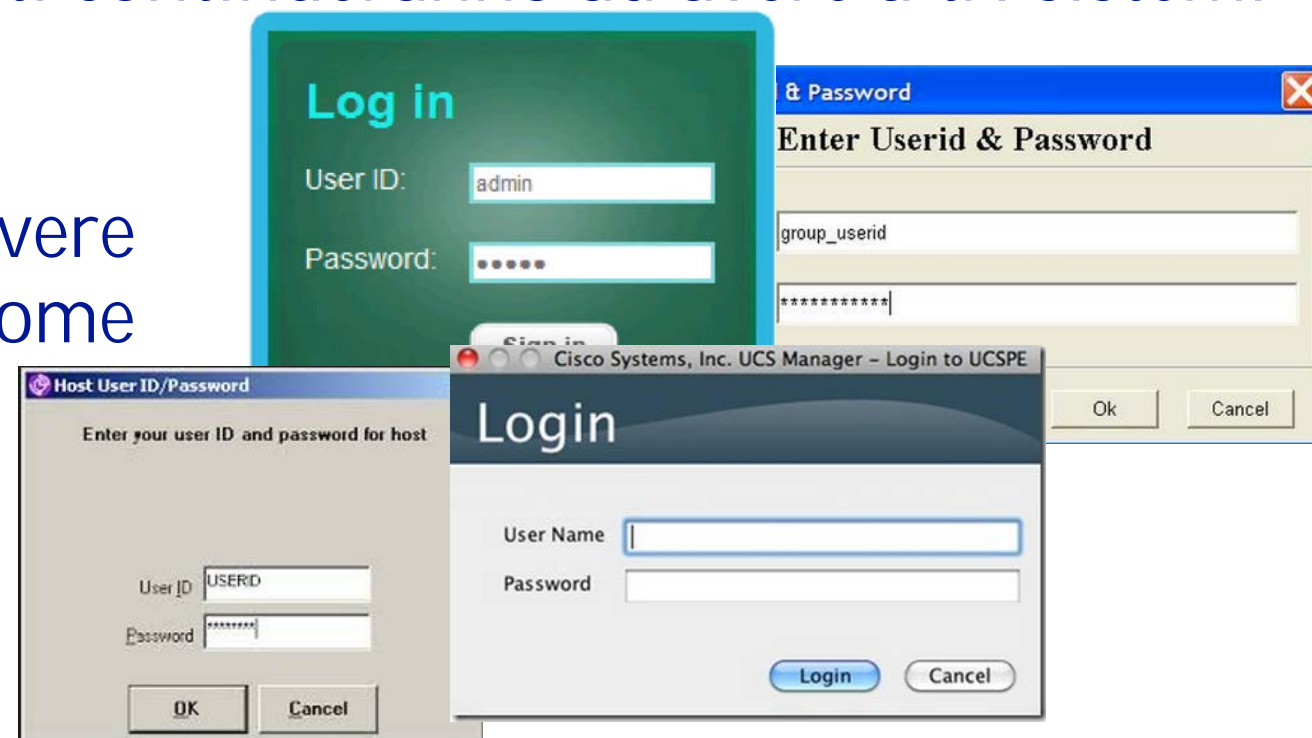 vere
ome
Log in
User ID:
admin
Password:
•••••
& Password
Enter Userid & Password
group_userid
***********
Ok
Cancel
Host User ID/Password
Enter your user ID and password for host
User ID
USERID
Password
********
OK
Cancel
Cisco Systems, Inc. UCS Manager – Login to UCSPE
Login
User Name
Password
Login
Cancel